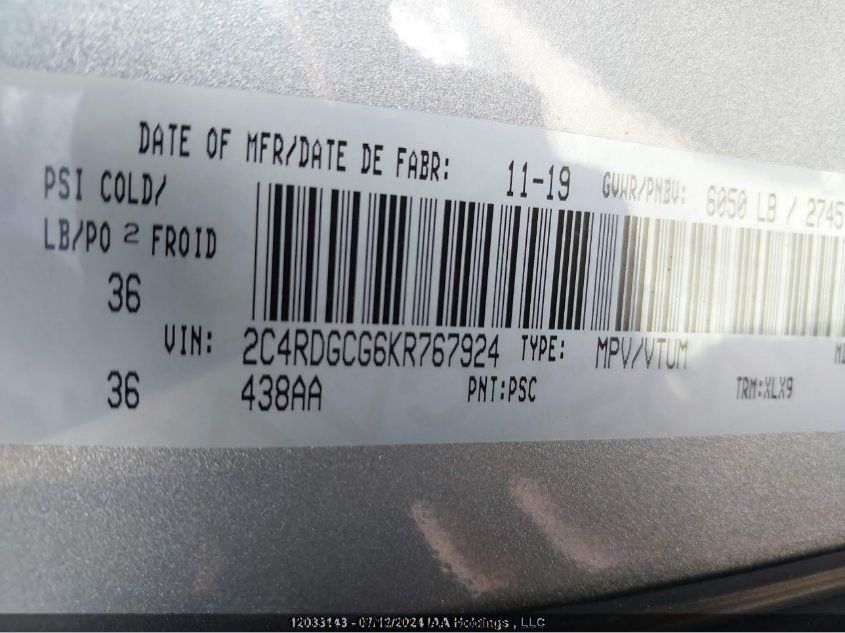 DATE OF MFR/DATE DE FABR: 11-19 GVWR/PNBV: 6050 LB / 2745
PSI COLD/
LB/PO 2 FROID
36
VIN: 2C4RDGCG6KR767924 TYPE: MPV/VTUM
36 438AA PNT:PSC TRM:XLX9
12033143 - 07/12/2024 IAA Holdings , LLC